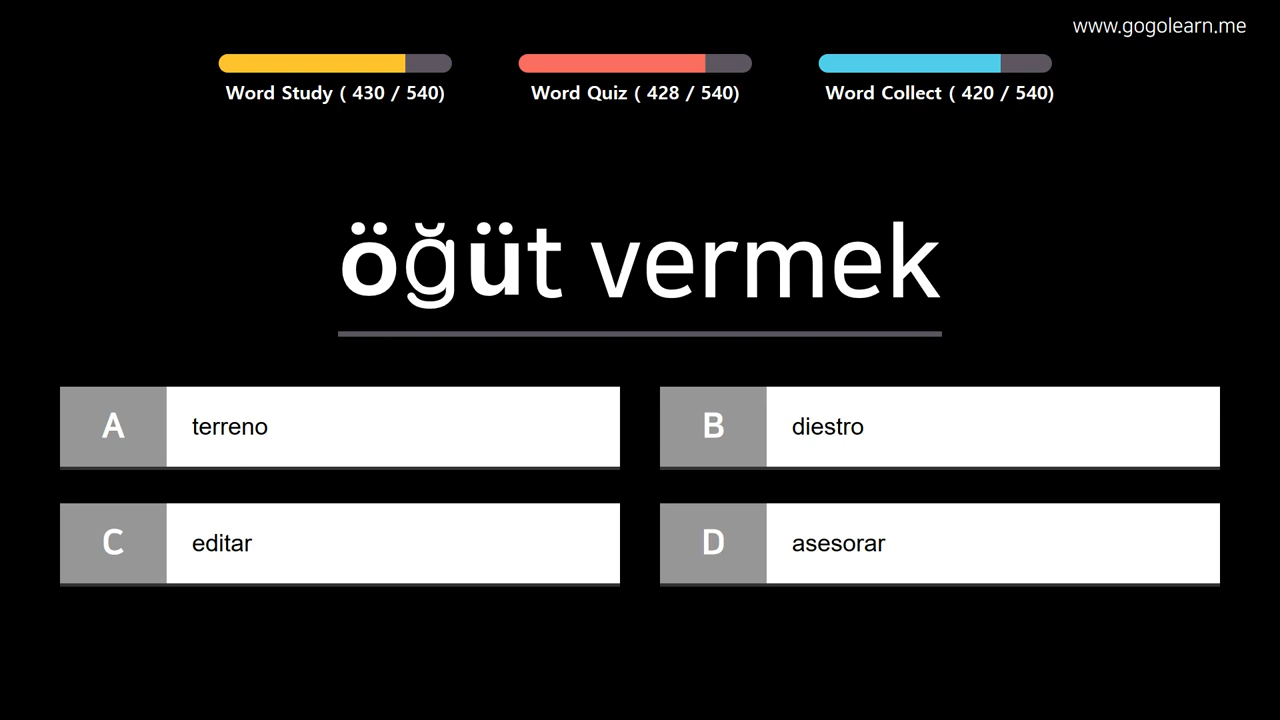 www.gogolearn.me
Word Study ( 430 / 540)
Word Quiz ( 428 / 540)
Word Collect ( 420 / 540)
öğüt vermek
A terreno
B diestro
C editar
D asesorar